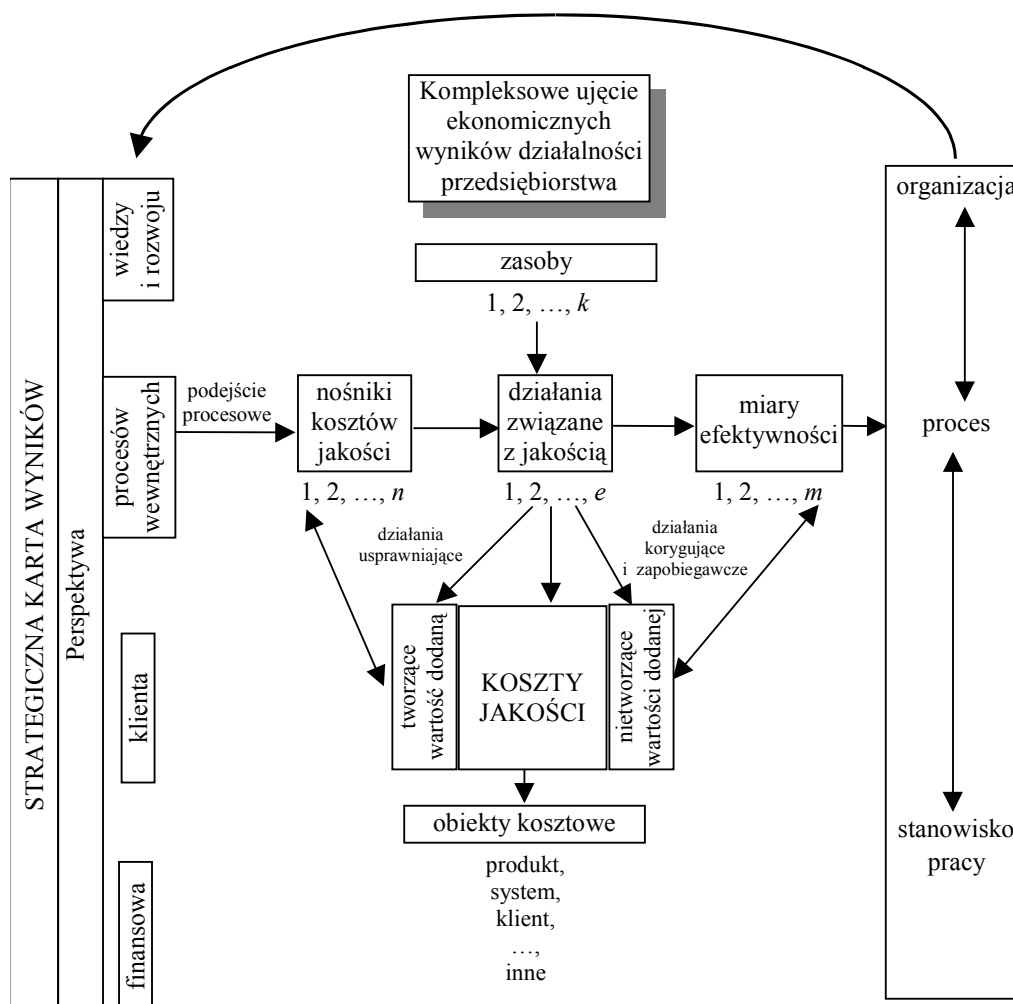 Kompleksowe ujęcie
ekonomicznych
wyników działalności
przedsiębiorstwa
STRATEGICZNA KARTA WYNIKÓW
Perspektywa
wiedzy
i rozwoju
procesów
wewnętrznych
klienta
finansowa
podejście
procesowe
zasoby
1, 2, …, k
nośniki
kosztów
jakości
1, 2, …, n
działania
związane
z jakością
1, 2, …, e
miary
efektywności
1, 2, …, m
działania
usprawniające
działania
korygujące
i zapobiegawcze
tworzące
wartość dodaną
KOSZTY
JAKOŚCI
nietworzące
wartości dodanej
obiekty kosztowe
produkt,
system,
klient,
…,
inne
organizacja
proces
stanowisko
pracy